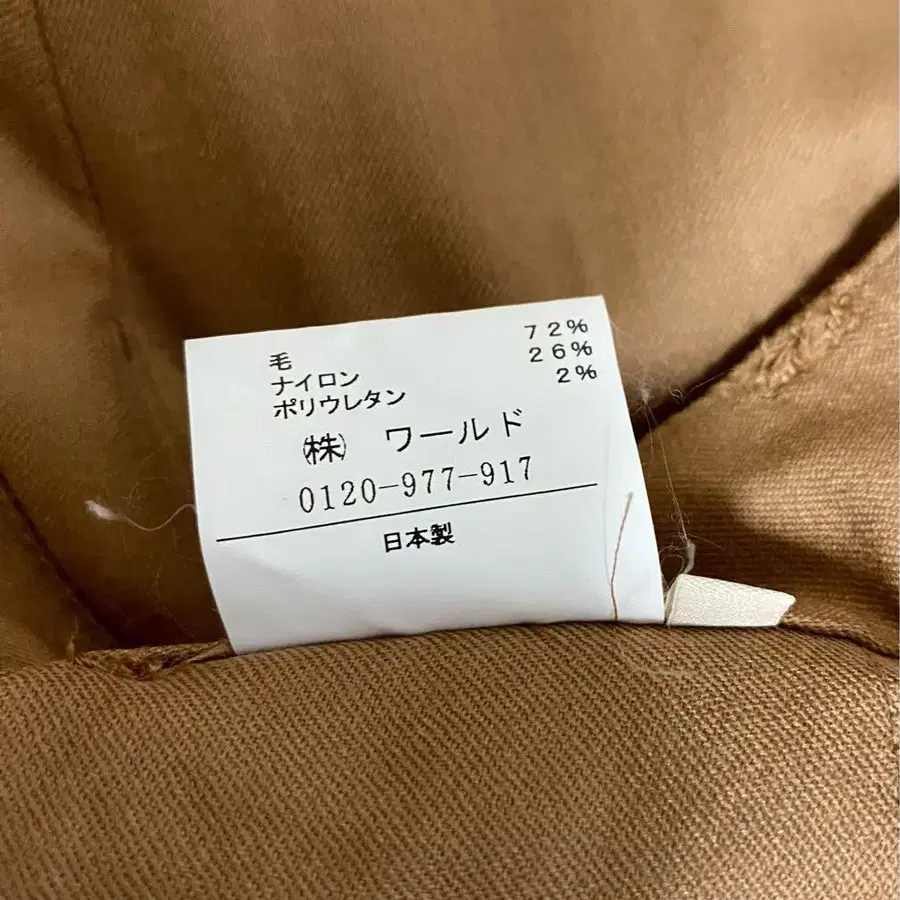 毛 72%
ナイロン 26%
ポリウレタン 2%
㈱ ワールド
0120-977-917
日本製